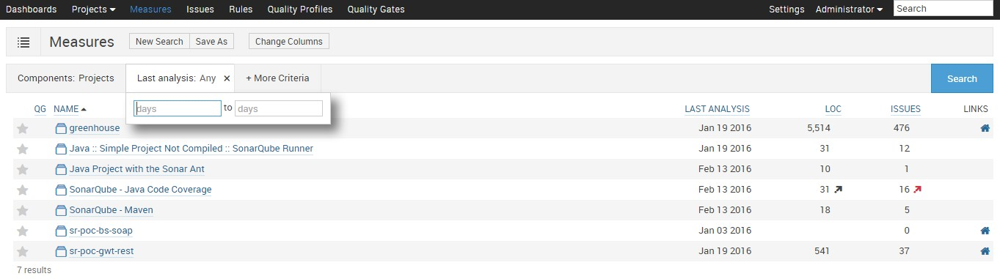 Dashboards Projects Measures Issues Rules Quality Profiles Quality Gates Settings Administrator Search
Measures New Search Save As Change Columns
Components: Projects Last analysis: Any × + More Criteria Search
days to days
QG NAME LAST ANALYSIS LOC ISSUES LINKS
greenhouse Jan 19 2016 5,514 476
Java :: Simple Project Not Compiled :: SonarQube Runner Jan 19 2016 31 12
Java Project with the Sonar Ant Feb 13 2016 10 1
SonarQube - Java Code Coverage Feb 13 2016 31 16
SonarQube - Maven Feb 13 2016 18 5
sr-poc-bs-soap Jan 03 2016 0
sr-poc-gwt-rest Jan 19 2016 541 37
7 results